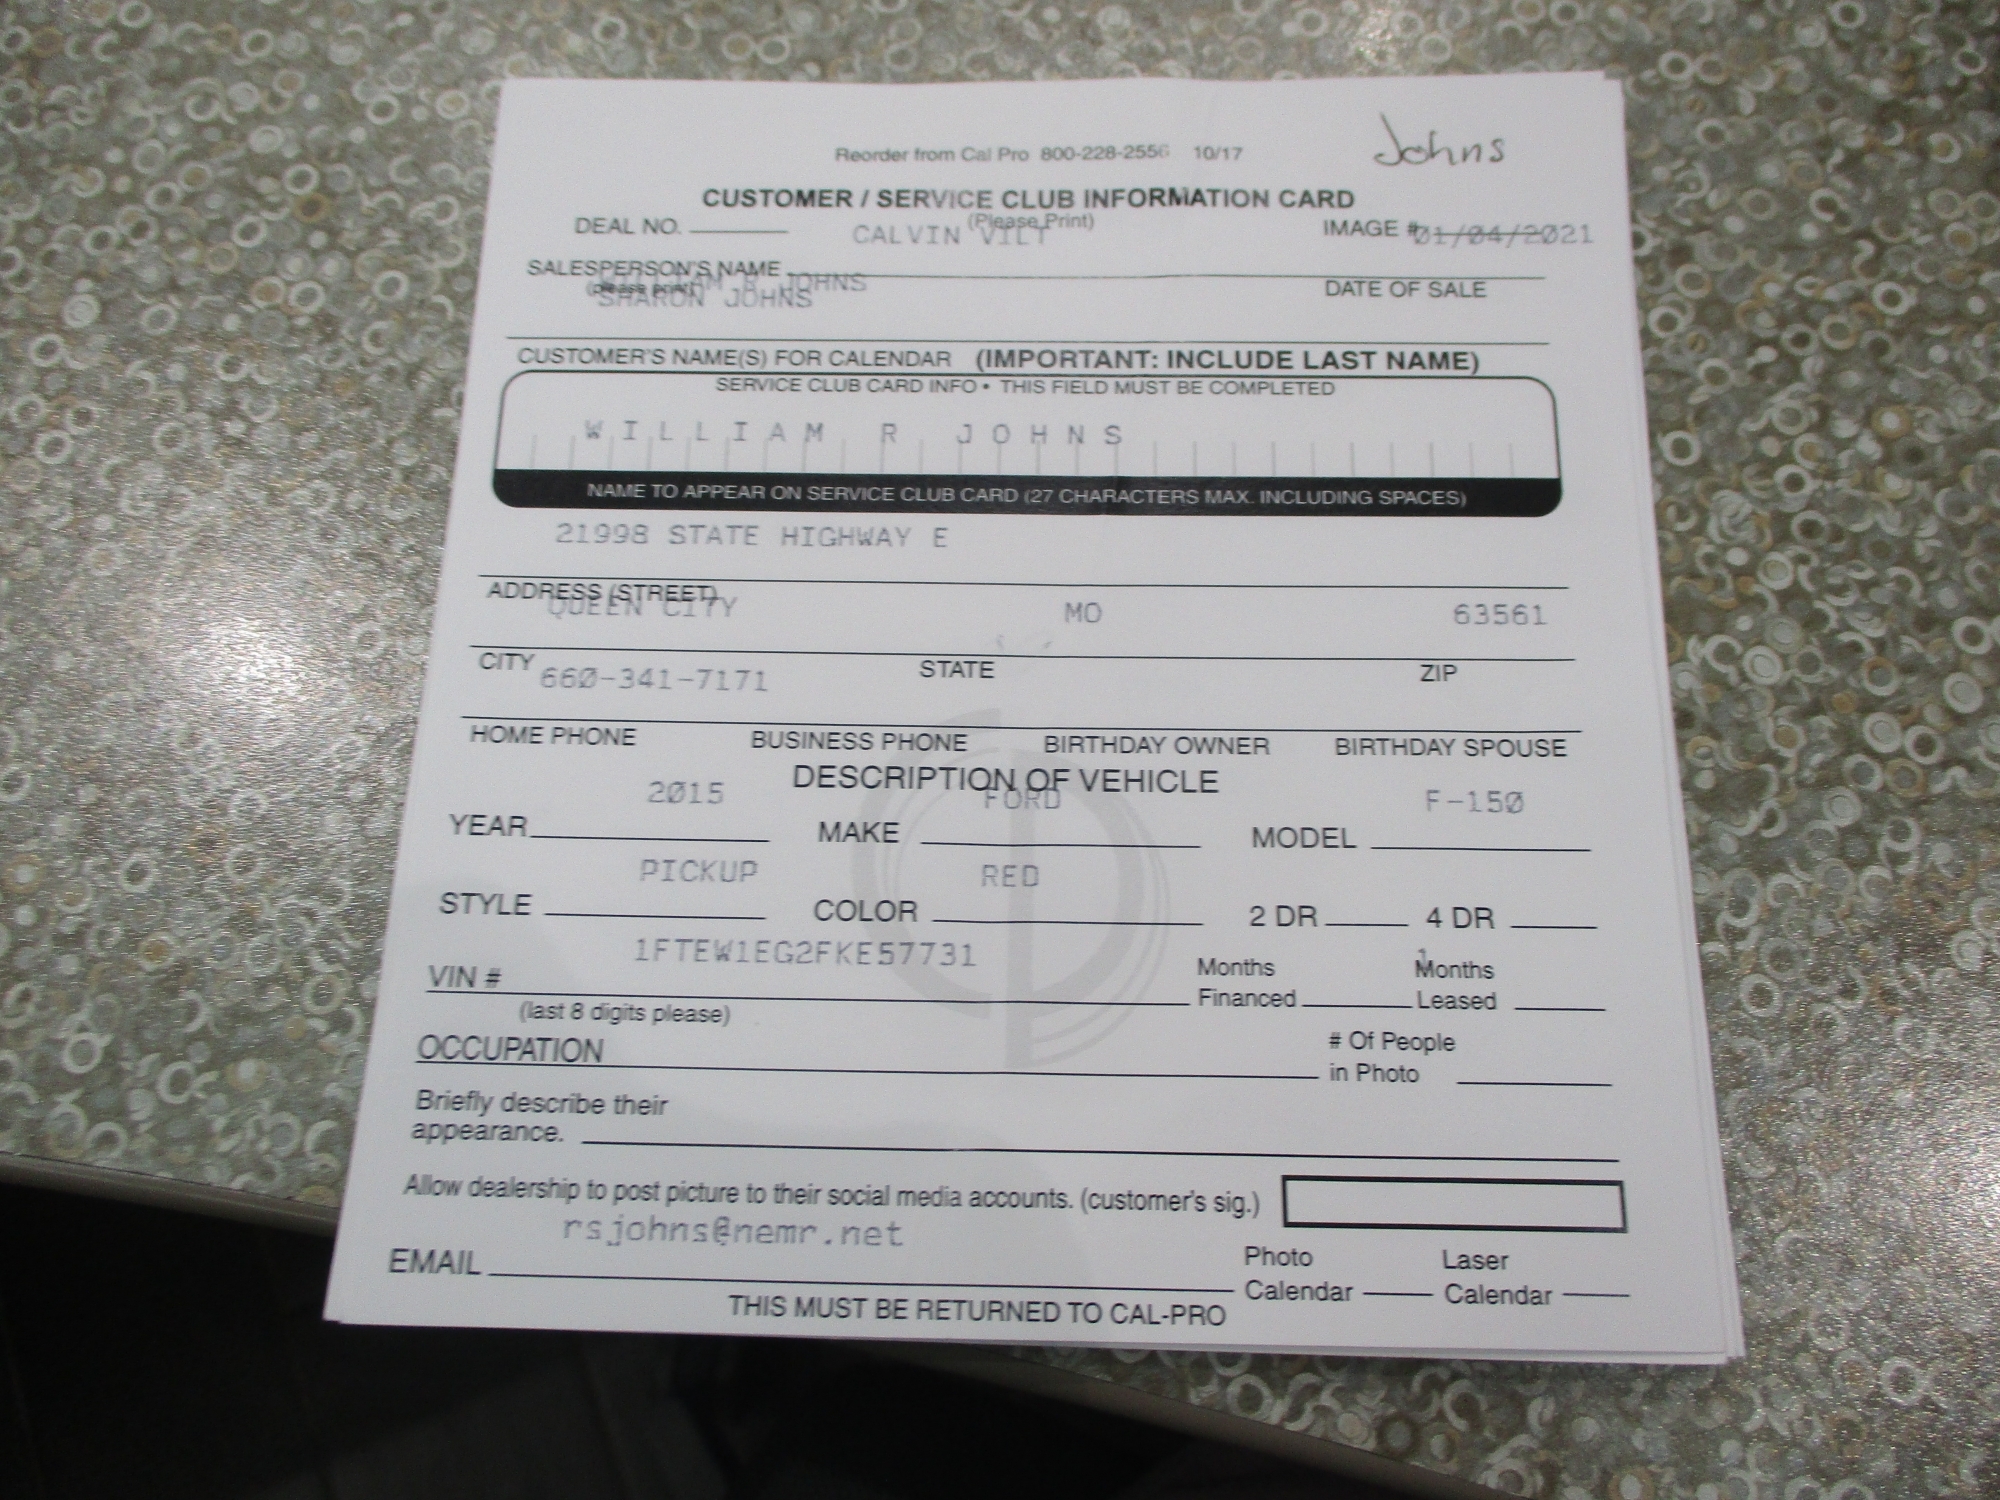 Johns
Reorder from Cal Pro 800-228-2556 10/17
CUSTOMER / SERVICE CLUB INFORMATION CARD
(Please Print)
DEAL NO. CALVIN VILT IMAGE # 01/04/2021
SALESPERSON'S NAME
(please print) JOHNS
SHARON JOHNS DATE OF SALE
CUSTOMER'S NAME(S) FOR CALENDAR (IMPORTANT: INCLUDE LAST NAME)
SERVICE CLUB CARD INFO • THIS FIELD MUST BE COMPLETED
WILLIAM R JOHNS
NAME TO APPEAR ON SERVICE CLUB CARD (27 CHARACTERS MAX. INCLUDING SPACES)
21998 STATE HIGHWAY E
ADDRESS (STREET)
QUEEN CITY MO 63561
CITY STATE ZIP
660-341-7171
HOME PHONE BUSINESS PHONE BIRTHDAY OWNER BIRTHDAY SPOUSE
DESCRIPTION OF VEHICLE
2015 FORD F-150
YEAR MAKE MODEL
PICKUP RED
STYLE COLOR 2 DR 4 DR
1FTEW1EG2FKE57731
VIN # Months Financed Months Leased
(last 8 digits please)
OCCUPATION # Of People in Photo
Briefly describe their
appearance.
Allow dealership to post picture to their social media accounts. (customer's sig.)
rsjohns@nemr.net
EMAIL Photo Calendar Laser Calendar
THIS MUST BE RETURNED TO CAL-PRO